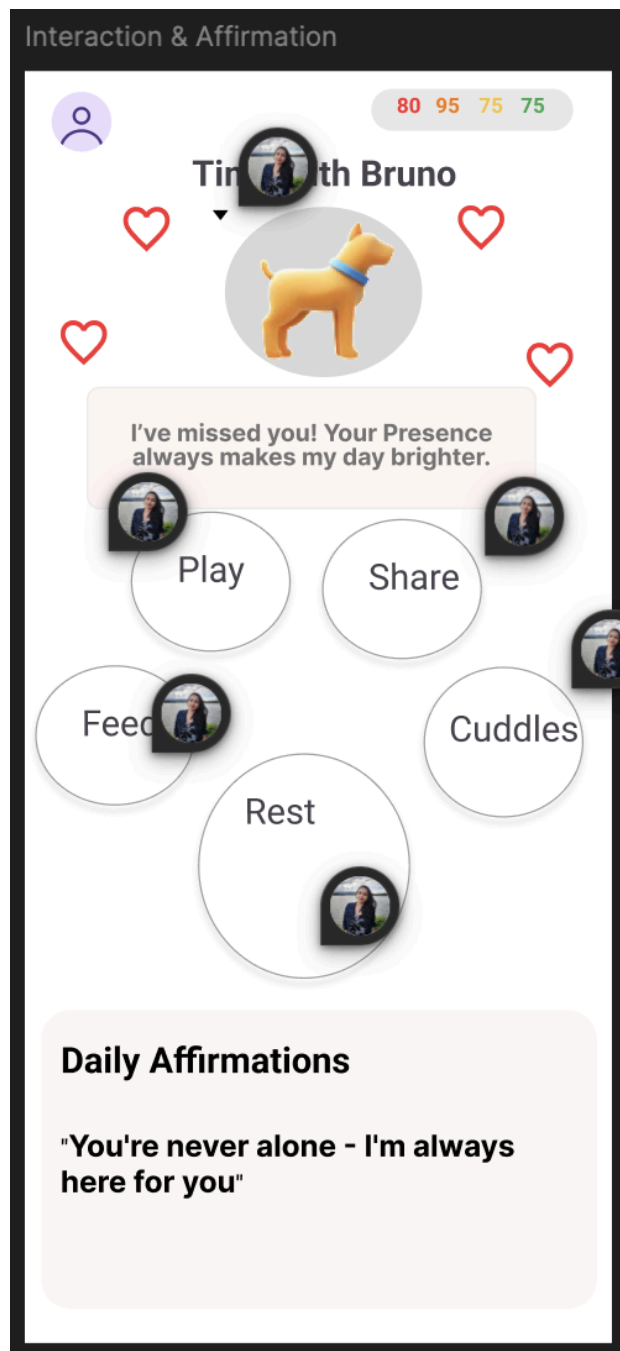 Interaction & Affirmation
80 95 75 75
Bruno
I’ve missed you! Your Presence
always makes my day brighter.
Play
Share
Cuddles
Rest
Daily Affirmations
"You're never alone - I'm always
here for you"